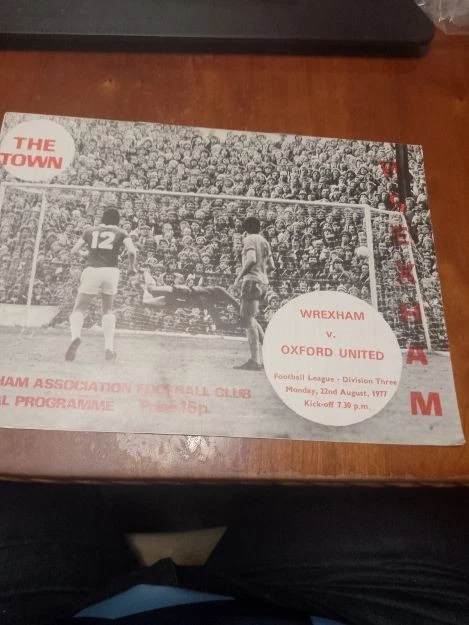 THE
TOWN
12
WREXHAM
WREXHAM
v.
OXFORD UNITED
Football League - Division Three
Monday, 22nd August, 1977
Kick-off 7.30 p.m.
HAM ASSOCIATION FOOTBALL CLUB
AL PROGRAMME Price 15p.